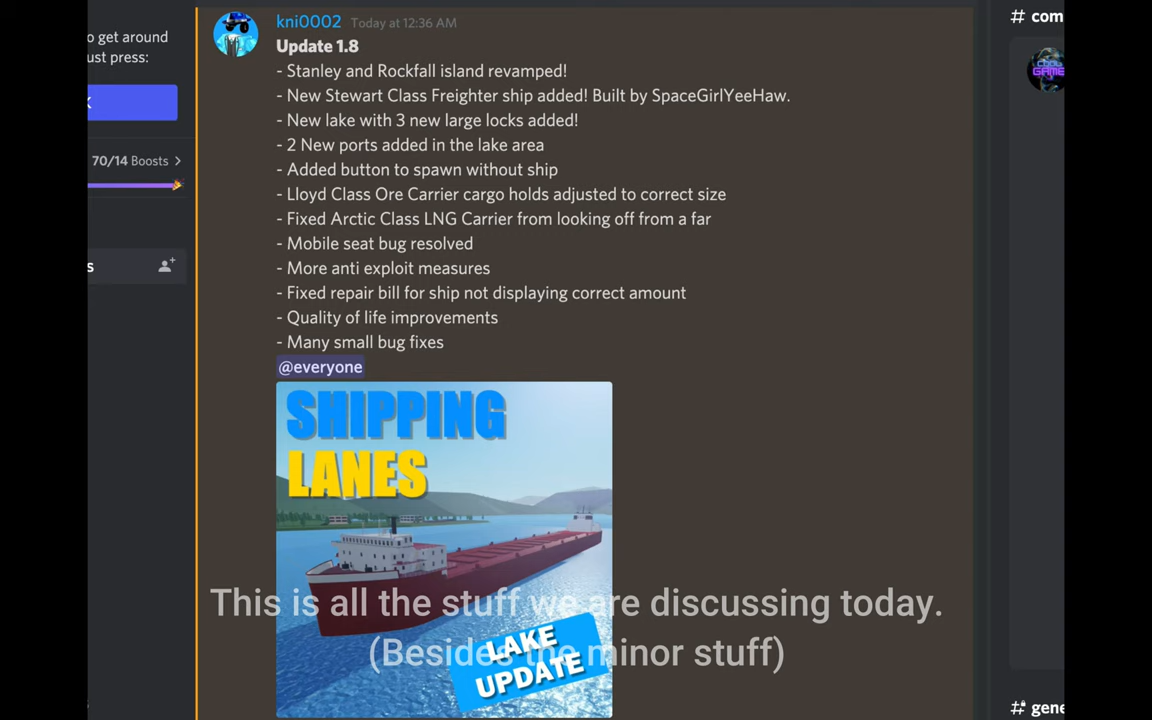 kni0002 Today at 12:36 AM
# com
o get around
ust press:
K
70/14 Boosts
s
Update 1.8
- Stanley and Rockfall island revamped!
- New Stewart Class Freighter ship added! Built by SpaceGirlYeeHaw.
- New lake with 3 new large locks added!
- 2 New ports added in the lake area
- Added button to spawn without ship
- Lloyd Class Ore Carrier cargo holds adjusted to correct size
- Fixed Arctic Class LNG Carrier from looking off from a far
- Mobile seat bug resolved
- More anti exploit measures
- Fixed repair bill for ship not displaying correct amount
- Quality of life improvements
- Many small bug fixes
@everyone
SHIPPING
LANES
LAKE
UPDATE
This is all the stuff we are discussing today.
(Besides the minor stuff)
COOL
GAME
# gene